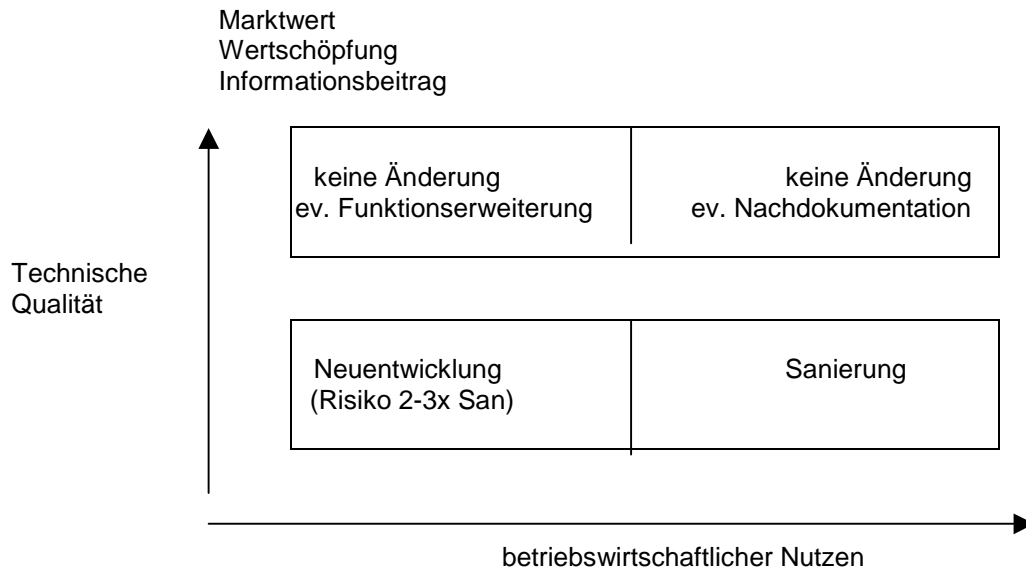 Marktwert
Wertschöpfung
Informationsbeitrag
keine Änderung
ev. Funktionserweiterung
keine Änderung
ev. Nachdokumentation
Technische
Qualität
Neuentwicklung
(Risiko 2-3x San)
Sanierung
betriebswirtschaftlicher Nutzen